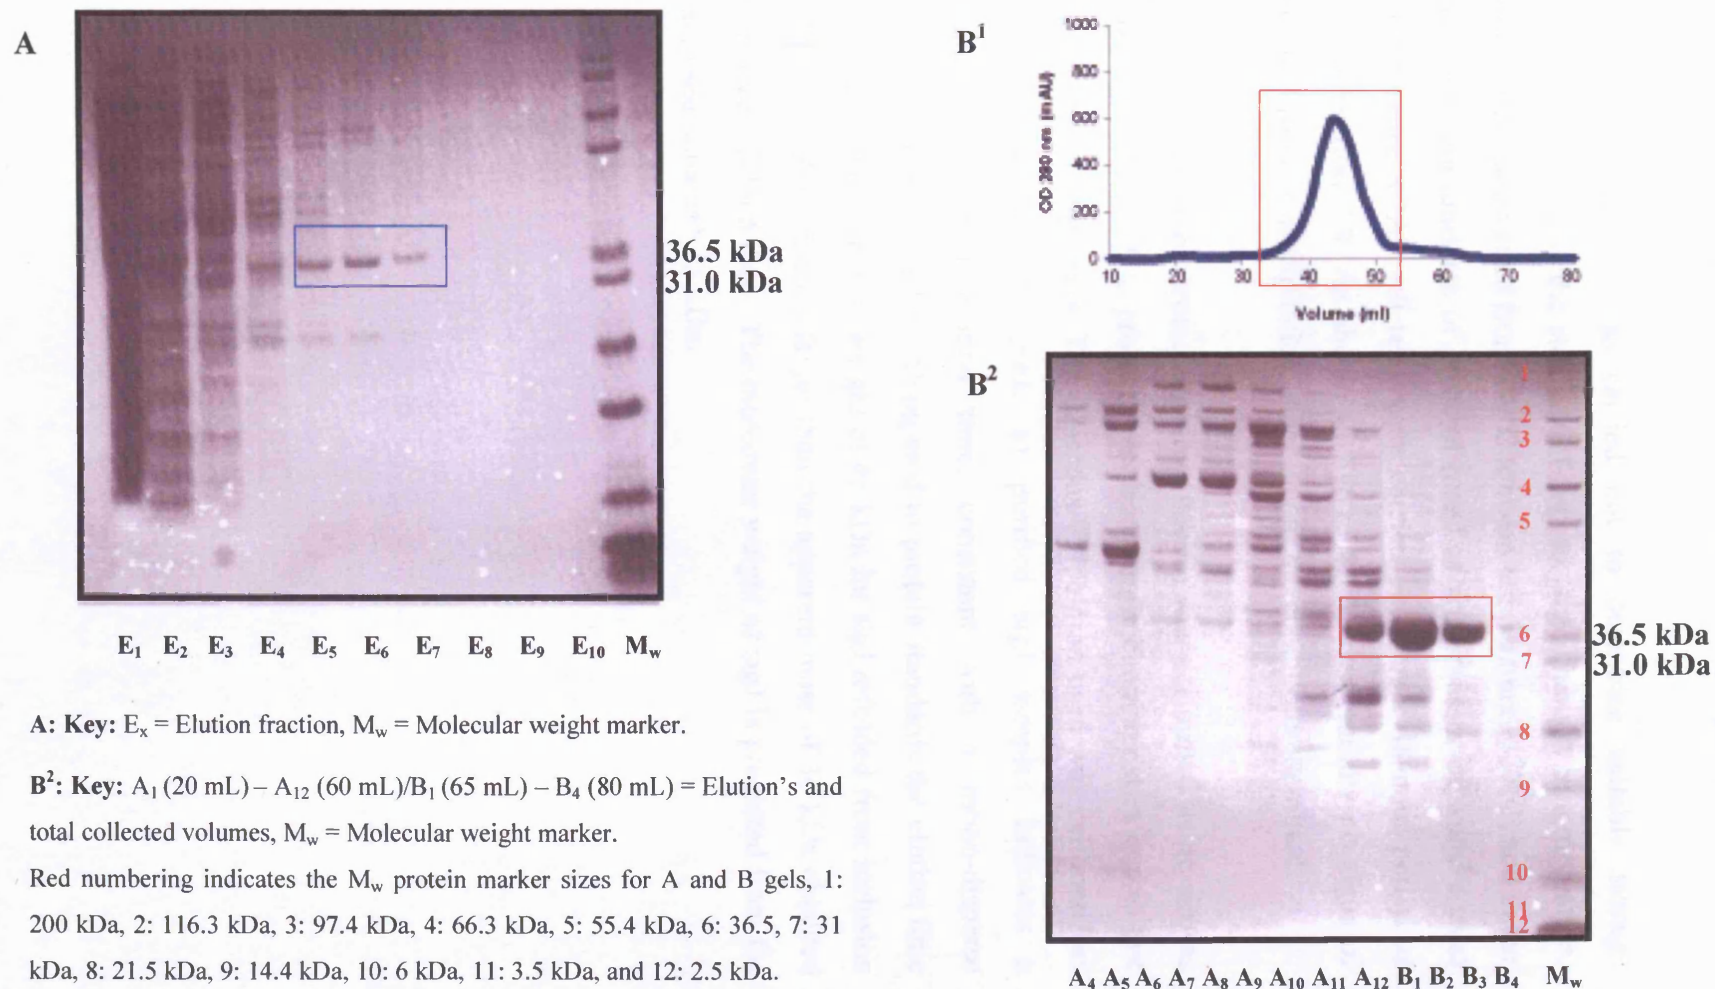 A
36.5 kDa
31.0 kDa
E1 E2 E3 E4 E5 E6 E7 E8 E9 E10 Mw
B1
1000
800
600
400
200
0
OD 280 nm (mAU)
10 20 30 40 50 60 70 80
Volume (ml)
B2
1
2
3
4
5
6
7
8
9
10
11
12
36.5 kDa
31.0 kDa
A4 A5 A6 A7 A8 A9 A10 A11 A12 B1 B2 B3 B4 Mw
A: Key: Ex = Elution fraction, Mw = Molecular weight marker.
B2: Key: A1 (20 mL) – A12 (60 mL)/B1 (65 mL) – B4 (80 mL) = Elution's and
total collected volumes, Mw = Molecular weight marker.
Red numbering indicates the Mw protein marker sizes for A and B gels, 1:
200 kDa, 2: 116.3 kDa, 3: 97.4 kDa, 4: 66.3 kDa, 5: 55.4 kDa, 6: 36.5, 7: 31
kDa, 8: 21.5 kDa, 9: 14.4 kDa, 10: 6 kDa, 11: 3.5 kDa, and 12: 2.5 kDa.